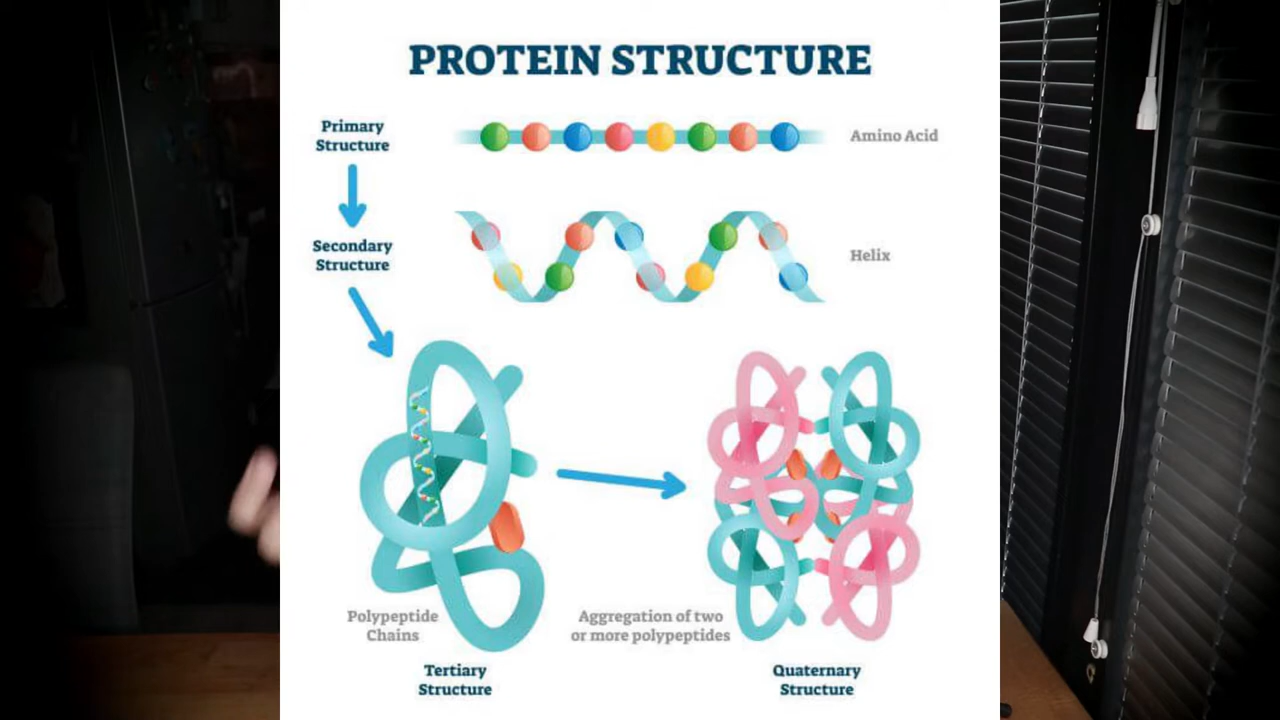 PROTEIN STRUCTURE
Primary
Structure
Amino Acid
Secondary
Structure
Helix
Polypeptide
Chains
Aggregation of two
or more polypeptides
Tertiary
Structure
Quaternary
Structure